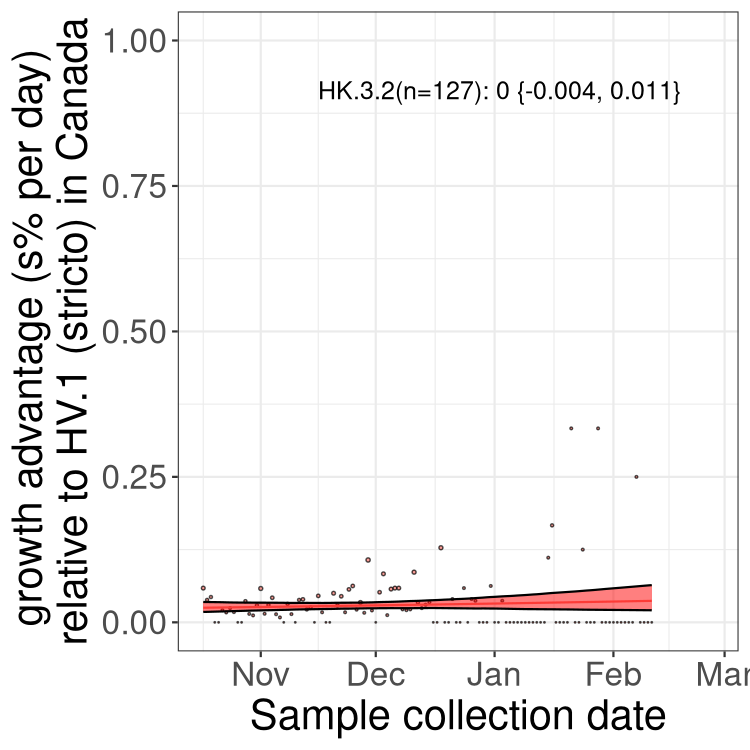 growth advantage (s% per day)
relative to HV.1 (stricto) in Canada
1.00
0.75
0.50
0.25
0.00
HK.3.2(n=127): 0 {-0.004, 0.011}
Nov Dec Jan Feb Mar
Sample collection date